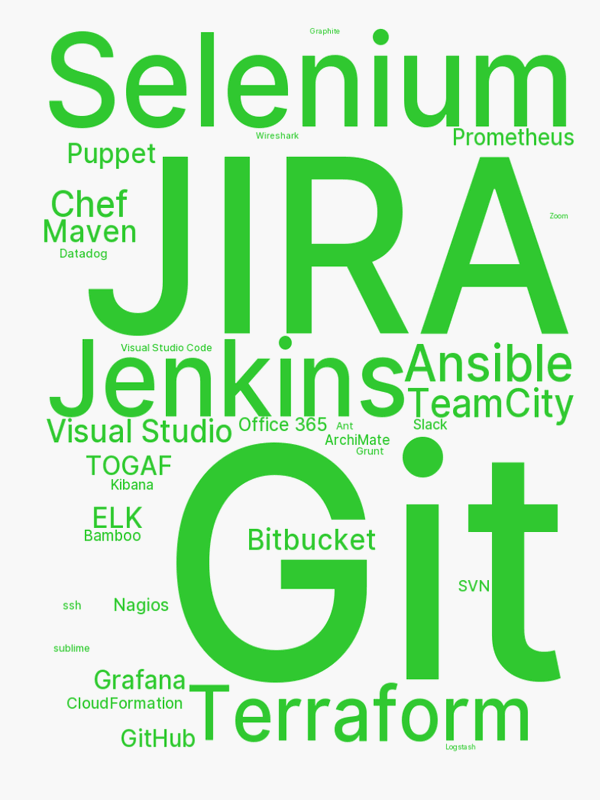 Graphite
Selenium
Wireshark
Prometheus
Puppet
JIRA
Chef
Zoom
Maven
Datadog
Visual Studio Code
Jenkins
Ansible
TeamCity
Visual Studio
Office 365
Ant
Slack
ArchiMate
Grunt
TOGAF
Kibana
Git
ELK
Bamboo
Bitbucket
SVN
ssh
Nagios
sublime
Grafana
CloudFormation
Terraform
GitHub
Logstash